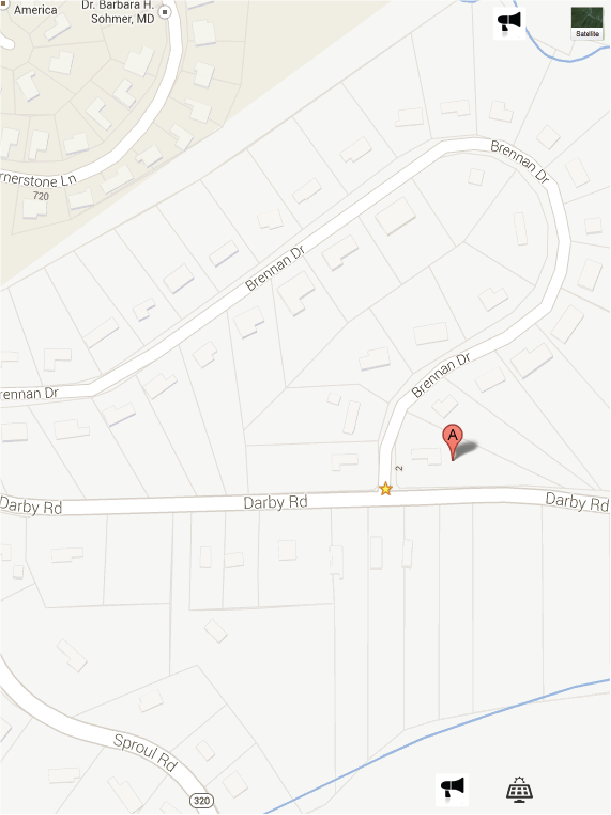 America
Dr. Barbara H.
Sohmer, MD
Satellite
rnerstone Ln
720
Brennan Dr
Brennan Dr
Brennan Dr
rennan Dr
A
2
Darby Rd
Darby Rd
Darby Rd
Sproul Rd
320